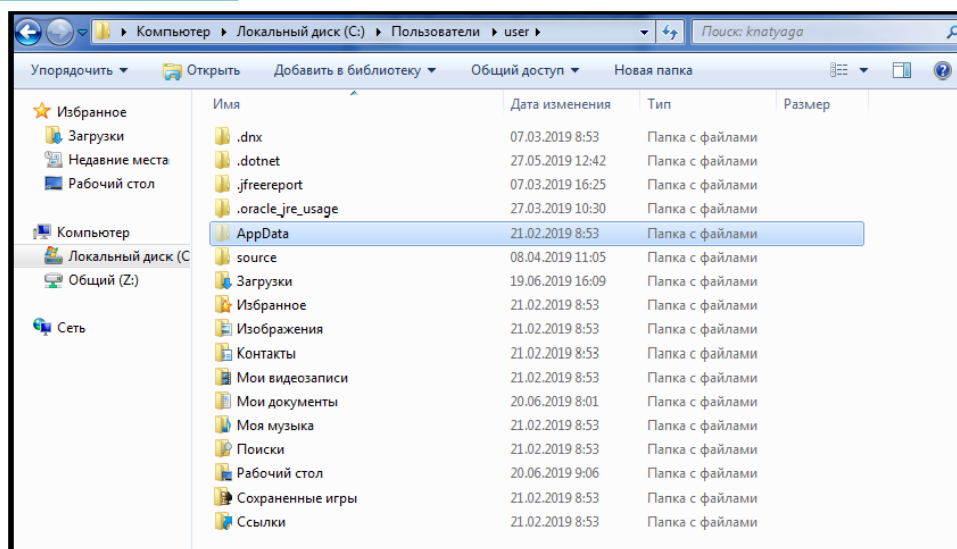 Компьютер ▸ Локальный диск (C:) ▸ Пользователи ▸ user ▸ Поиск: knatyaga
Упорядочить Открыть Добавить в библиотеку Общий доступ Новая папка
Избранное
Загрузки
Недавние места
Рабочий стол
Компьютер
Локальный диск (C
Общий (Z:)
Сеть
Имя Дата изменения Тип Размер
.dnx 07.03.2019 8:53 Папка с файлами
.dotnet 27.05.2019 12:42 Папка с файлами
.jfreereport 07.03.2019 16:25 Папка с файлами
.oracle_jre_usage 27.03.2019 10:30 Папка с файлами
AppData 21.02.2019 8:53 Папка с файлами
source 08.04.2019 11:05 Папка с файлами
Загрузки 19.06.2019 16:09 Папка с файлами
Избранное 21.02.2019 8:53 Папка с файлами
Изображения 21.02.2019 8:53 Папка с файлами
Контакты 21.02.2019 8:53 Папка с файлами
Мои видеозаписи 21.02.2019 8:53 Папка с файлами
Мои документы 20.06.2019 8:01 Папка с файлами
Моя музыка 21.02.2019 8:53 Папка с файлами
Поиски 21.02.2019 8:53 Папка с файлами
Рабочий стол 20.06.2019 9:06 Папка с файлами
Сохраненные игры 21.02.2019 8:53 Папка с файлами
Ссылки 21.02.2019 8:53 Папка с файлами